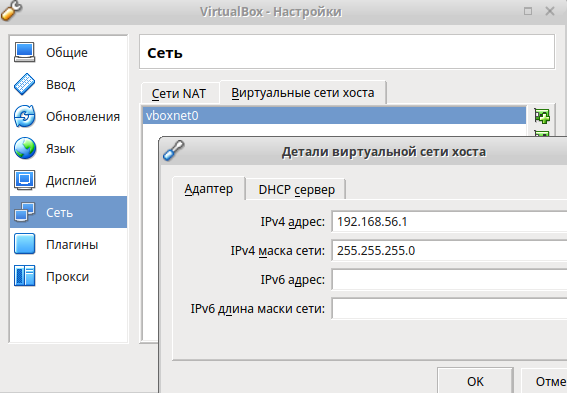 VirtualBox - Настройки
Общие
Ввод
Обновления
Язык
Дисплей
Сеть
Плагины
Прокси
Сеть
Сети NAT
Виртуальные сети хоста
vboxnet0
Детали виртуальной сети хоста
Адаптер
DHCP сервер
IPv4 адрес: 192.168.56.1
IPv4 маска сети: 255.255.255.0
IPv6 адрес:
IPv6 длина маски сети:
OK
Отме